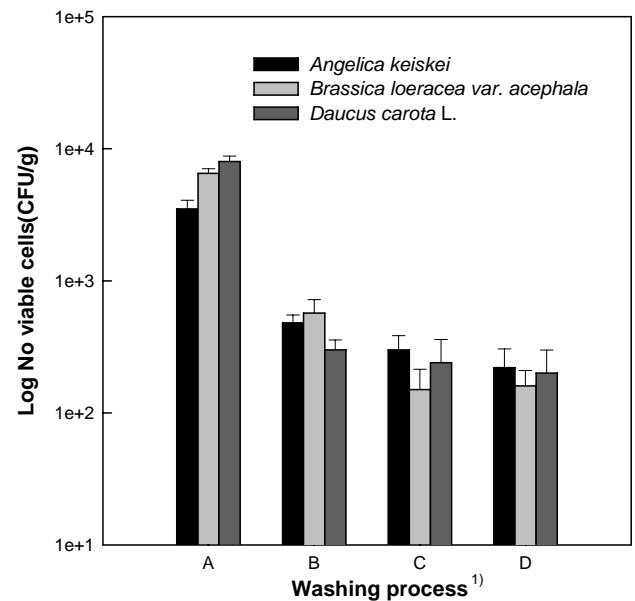 1e+5
Angelica keiskei
Brassica loeracea var. acephala
Daucus carota L.
1e+4
1e+3
1e+2
1e+1
Log No viable cells(CFU/g)
A B C D
Washing process 1)